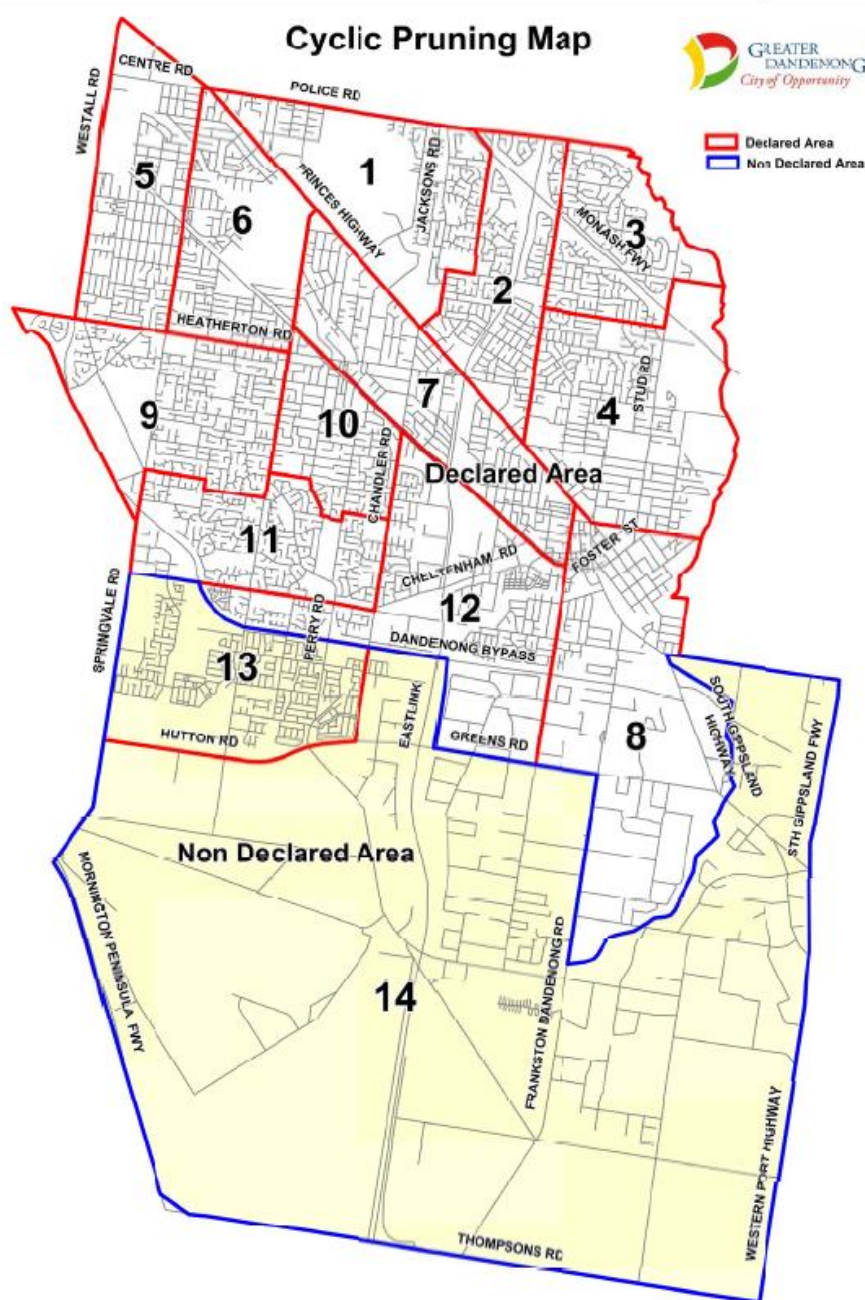 Cyclic Pruning Map
GREATER
DANDENONG
City of Opportunity
Declared Area
Non Declared Area
CENTRE RD
POLICE RD
WESTALL RD
5
6
1
JACKSONS RD
PRINCES HIGHWAY
3
MONASH FWY
2
HEATHERTON RD
STUD RD
7
4
9
10
CHANDLER RD
Declared Area
11
FOSTER ST
CHELTENHAM RD
12
SPRINGVALE RD
PERRY RD
DANDENONG BYPASS
13
EASTLINK
SOUTH GIPPSLAND
HIGHWAY
HUTTON RD
GREENS RD
8
STH GIPPSLAND FWY
Non Declared Area
MORNINGTON PENINSULA FWY
14
FRANKSTON DANDENONG RD
WESTERN PORT HIGHWAY
THOMPSONS RD